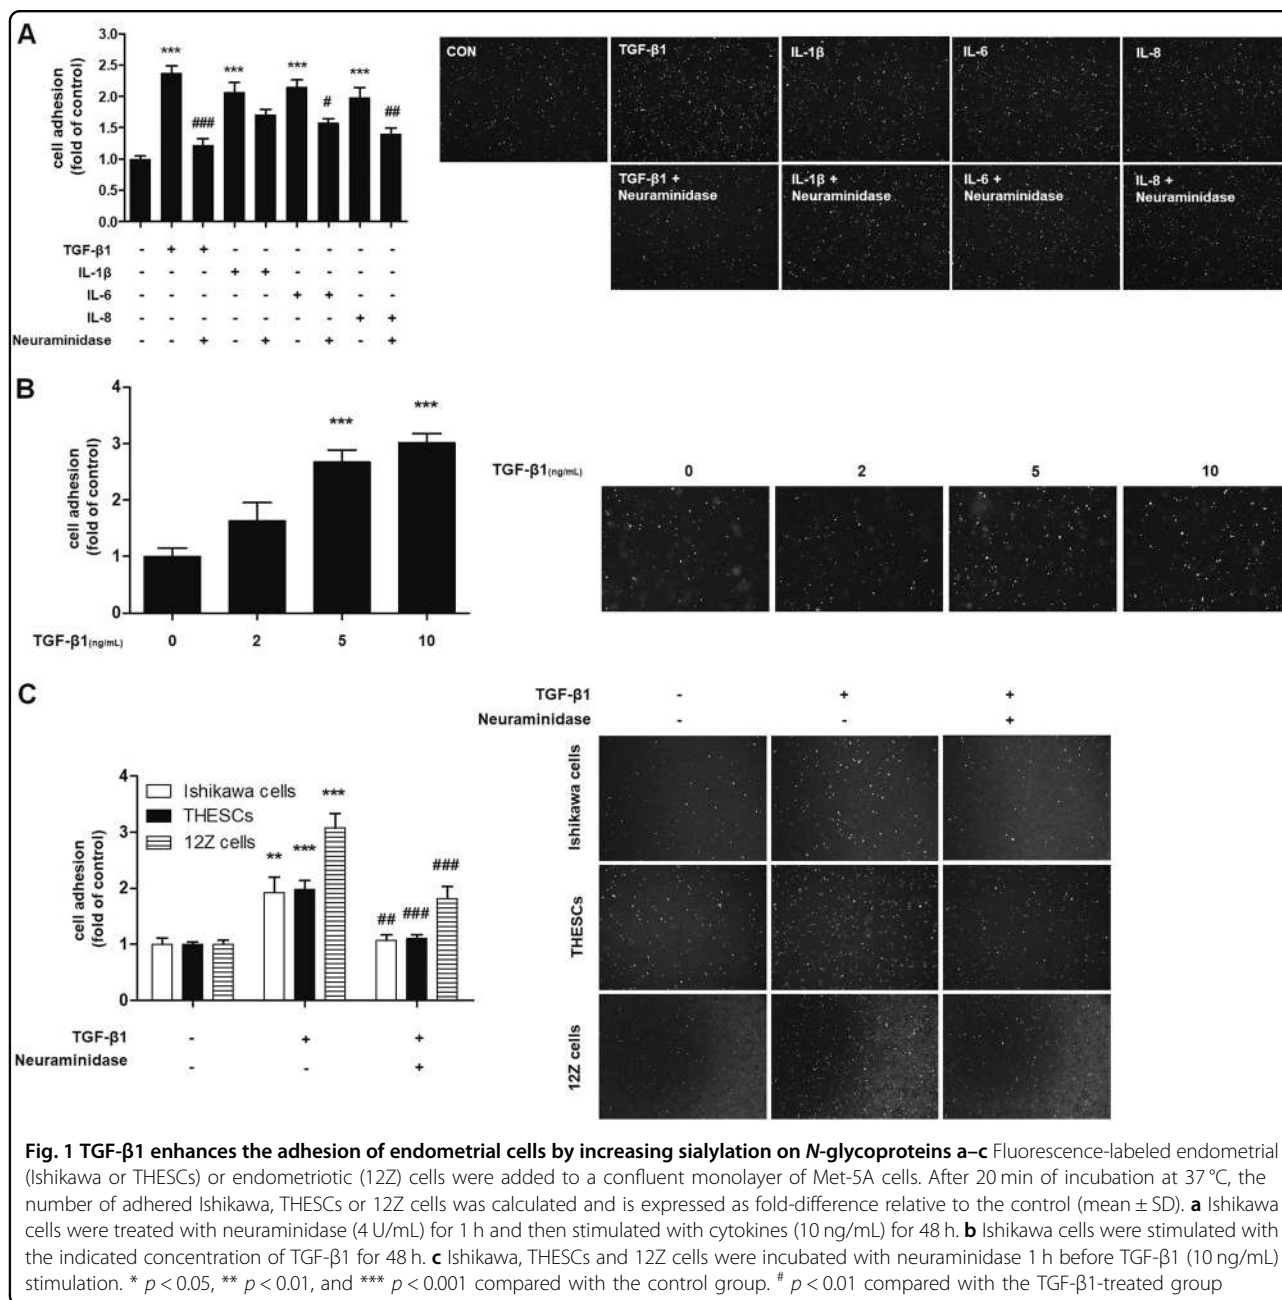 A
3.0
2.5
2.0
1.5
1.0
0.5
0.0
cell adhesion
(fold of control)
*** ### *** *** # *** ##
TGF-β1 - + + - - - - - -
IL-1β - - - + + - - - -
IL-6 - - - - - + + - -
IL-8 - - - - - - - + +
Neuraminidase - - + - + - + - +
CON TGF-β1 IL-1β IL-6 IL-8
TGF-β1 + IL-1β + IL-6 + IL-8 +
Neuraminidase Neuraminidase Neuraminidase Neuraminidase
B
4
3
2
1
0
cell adhesion
(fold of control)
*** ***
TGF-β1(ng/mL) 0 2 5 10
TGF-β1(ng/mL) 0 2 5 10
C
4
3
2
1
0
cell adhesion
(fold of control)
Ishikawa cells
THESCs
12Z cells
** *** ***
## ### ###
TGF-β1 - + +
Neuraminidase - - +
TGF-β1 - + +
Neuraminidase - - +
Ishikawa cells
THESCs
12Z cells
Fig. 1 TGF-β1 enhances the adhesion of endometrial cells by increasing sialylation on N-glycoproteins a–c Fluorescence-labeled endometrial
(Ishikawa or THESCs) or endometriotic (12Z) cells were added to a confluent monolayer of Met-5A cells. After 20 min of incubation at 37 °C, the
number of adhered Ishikawa, THESCs or 12Z cells was calculated and is expressed as fold-difference relative to the control (mean ± SD). a Ishikawa
cells were treated with neuraminidase (4 U/mL) for 1 h and then stimulated with cytokines (10 ng/mL) for 48 h. b Ishikawa cells were stimulated with
the indicated concentration of TGF-β1 for 48 h. c Ishikawa, THESCs and 12Z cells were incubated with neuraminidase 1 h before TGF-β1 (10 ng/mL)
stimulation. * p < 0.05, ** p < 0.01, and *** p < 0.001 compared with the control group. # p < 0.01 compared with the TGF-β1-treated group